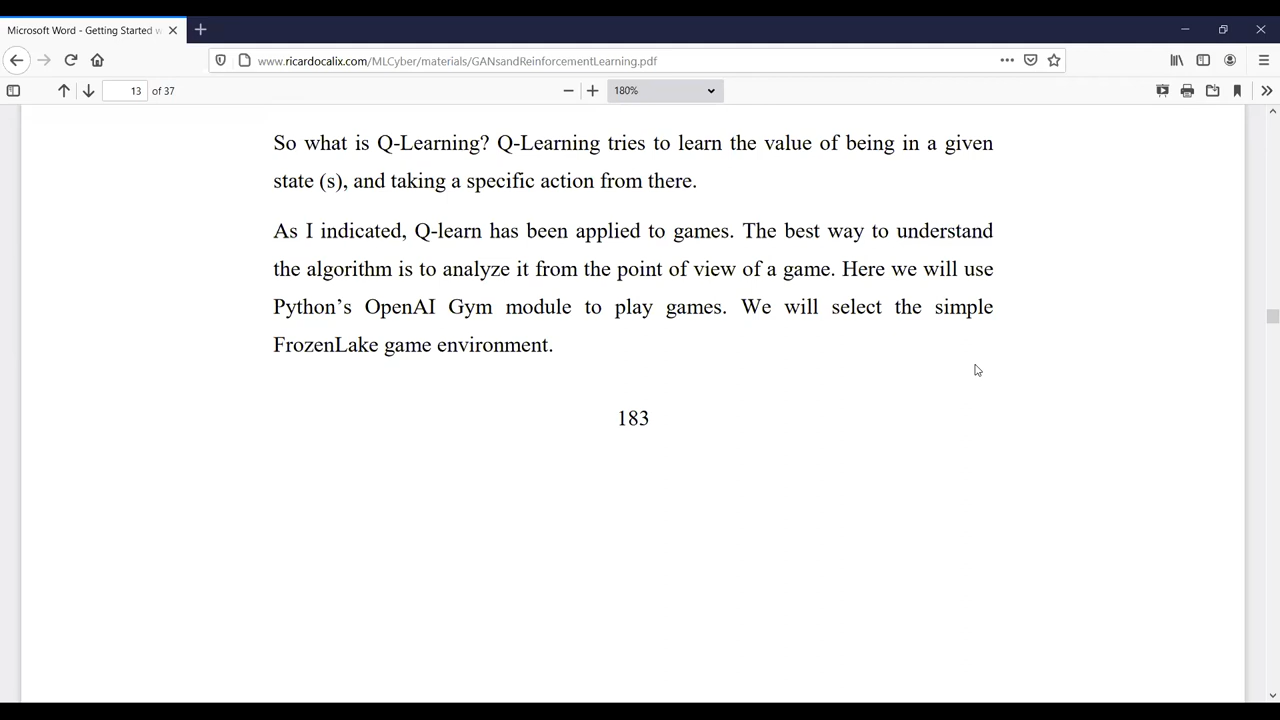 Microsoft Word - Getting Started w
www.ricardocalix.com/MLCyber/materials/GANsandReinforcementLearning.pdf
13 of 37
180%
So what is Q-Learning? Q-Learning tries to learn the value of being in a given
state (s), and taking a specific action from there.
As I indicated, Q-learn has been applied to games. The best way to understand
the algorithm is to analyze it from the point of view of a game. Here we will use
Python’s OpenAI Gym module to play games. We will select the simple
FrozenLake game environment.
183